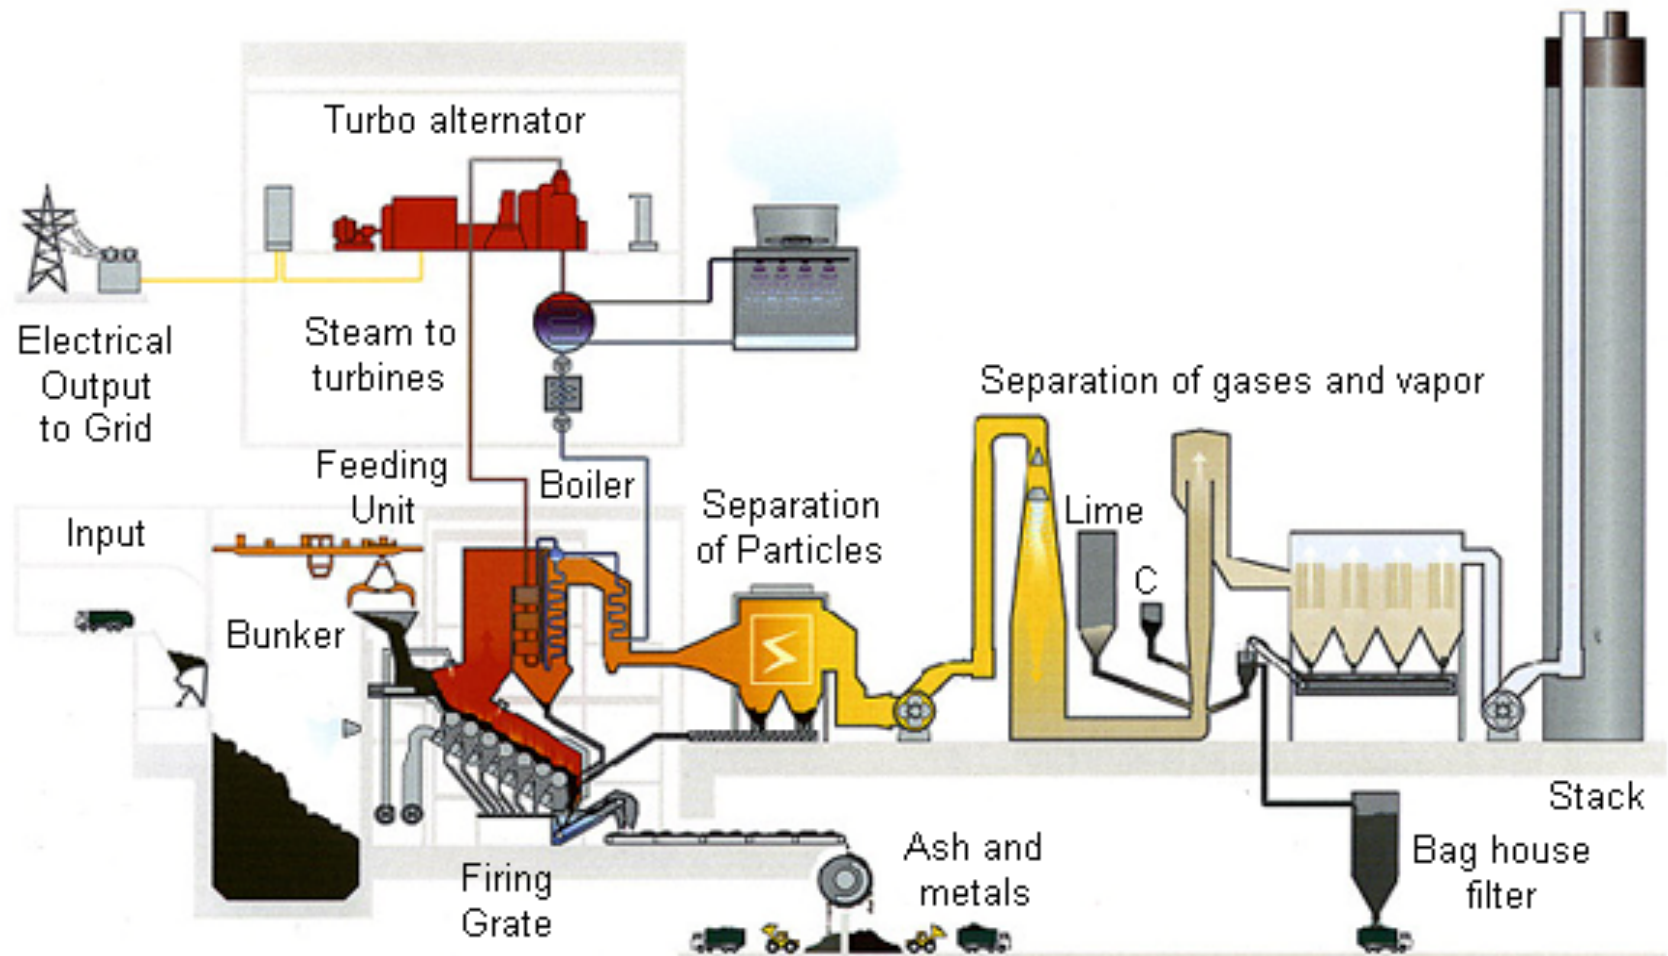 Turbo alternator
Electrical
Output
to Grid
Steam to
turbines
Separation of gases and vapor
Feeding
Unit
Boiler
Separation
of Particles
Lime
C
Input
Bunker
Firing
Grate
Ash and
metals
Stack
Bag house
filter